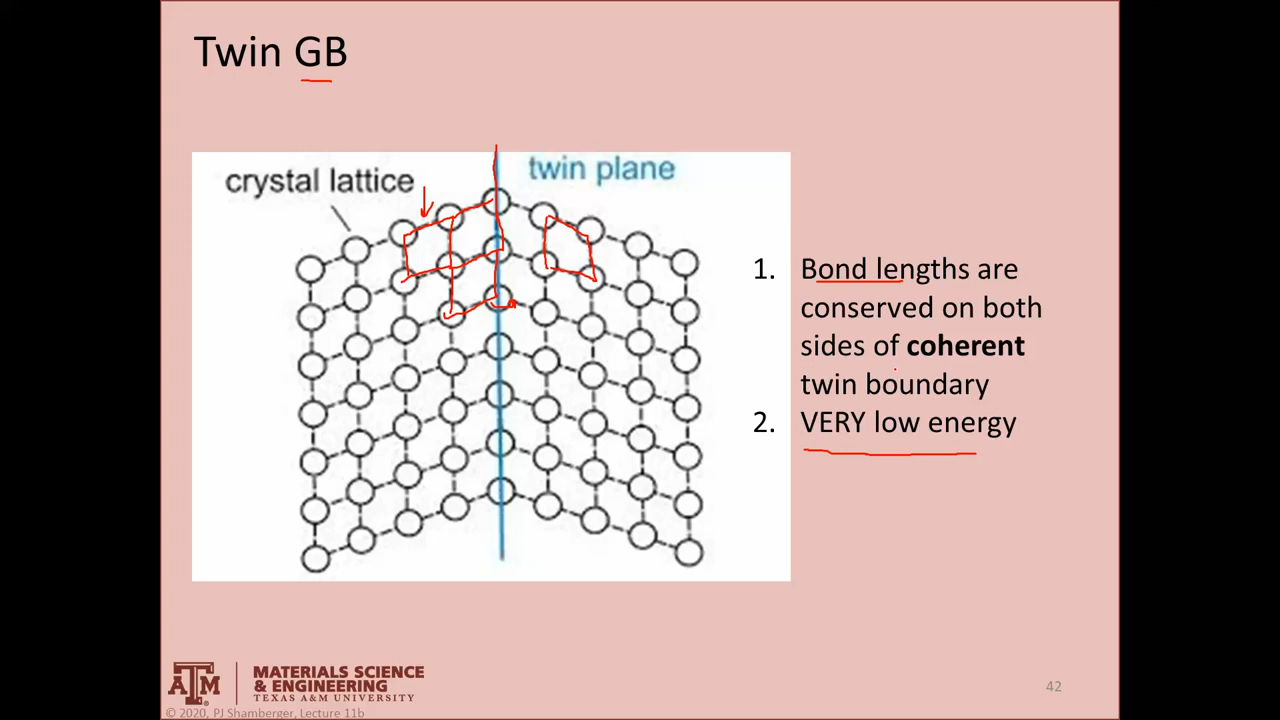 Twin GB
crystal lattice
twin plane
1. Bond lengths are
conserved on both
sides of coherent
twin boundary
2. VERY low energy
ATM
MATERIALS SCIENCE
& ENGINEERING
TEXAS A&M UNIVERSITY
© 2020, PJ Shamberger, Lecture 11b
42